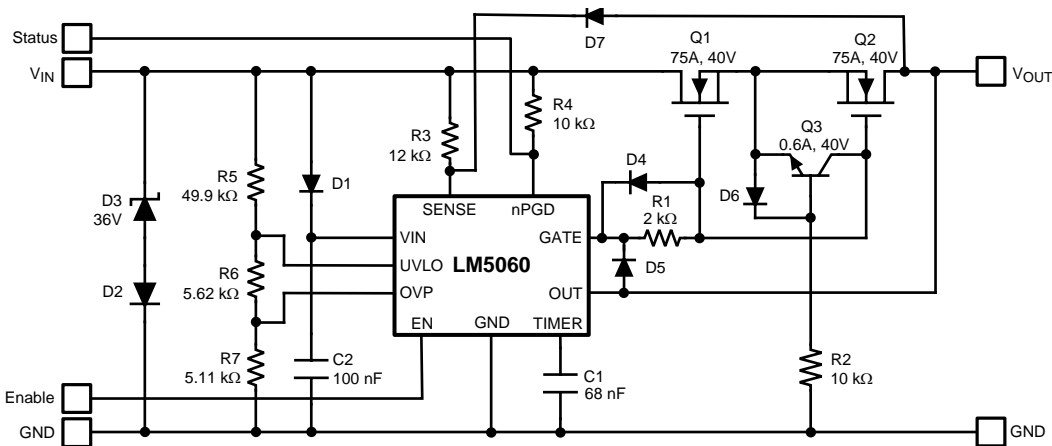 Status
VIN
D7
Q1
75A, 40V
Q2
75A, 40V
VOUT
R4
10 kΩ
R3
12 kΩ
Q3
0.6A, 40V
D3
36V
R5
49.9 kΩ
D1
D4
D6
R1
2 kΩ
SENSE
nPGD
VIN
GATE
UVLO
LM5060
OVP
OUT
EN
GND
TIMER
D5
D2
R6
5.62 kΩ
R7
5.11 kΩ
C2
100 nF
C1
68 nF
R2
10 kΩ
Enable
GND
GND